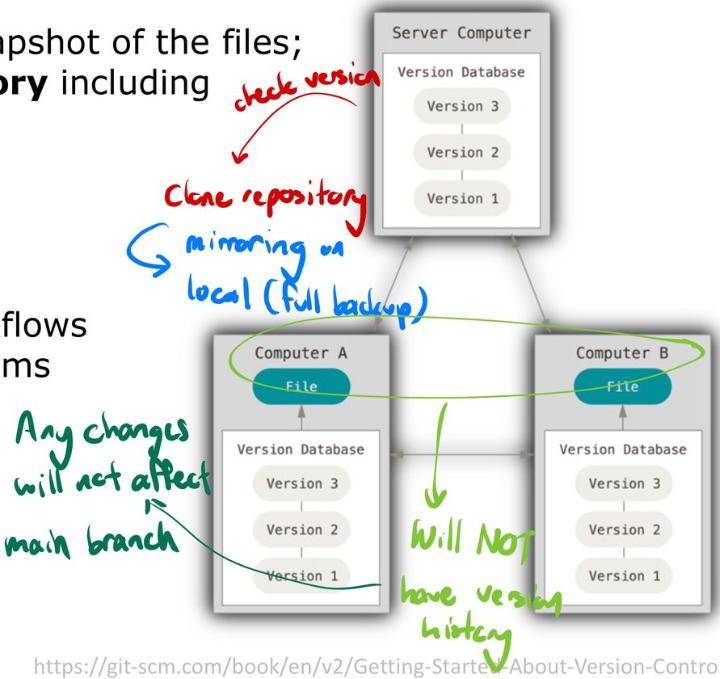 apshot of the files;
ory including
Server Computer
Version Database
Version 3
Version 2
Version 1
check version
Clone repository
mirroring on
local (full backup)
flows
ms
Computer A
File
Version Database
Version 3
Version 2
Version 1
Computer B
File
Version Database
Version 3
Version 2
Version 1
Any changes
will not affect
main branch
Will NOT
have version
history
https://git-scm.com/book/en/v2/Getting-Started-About-Version-Contro